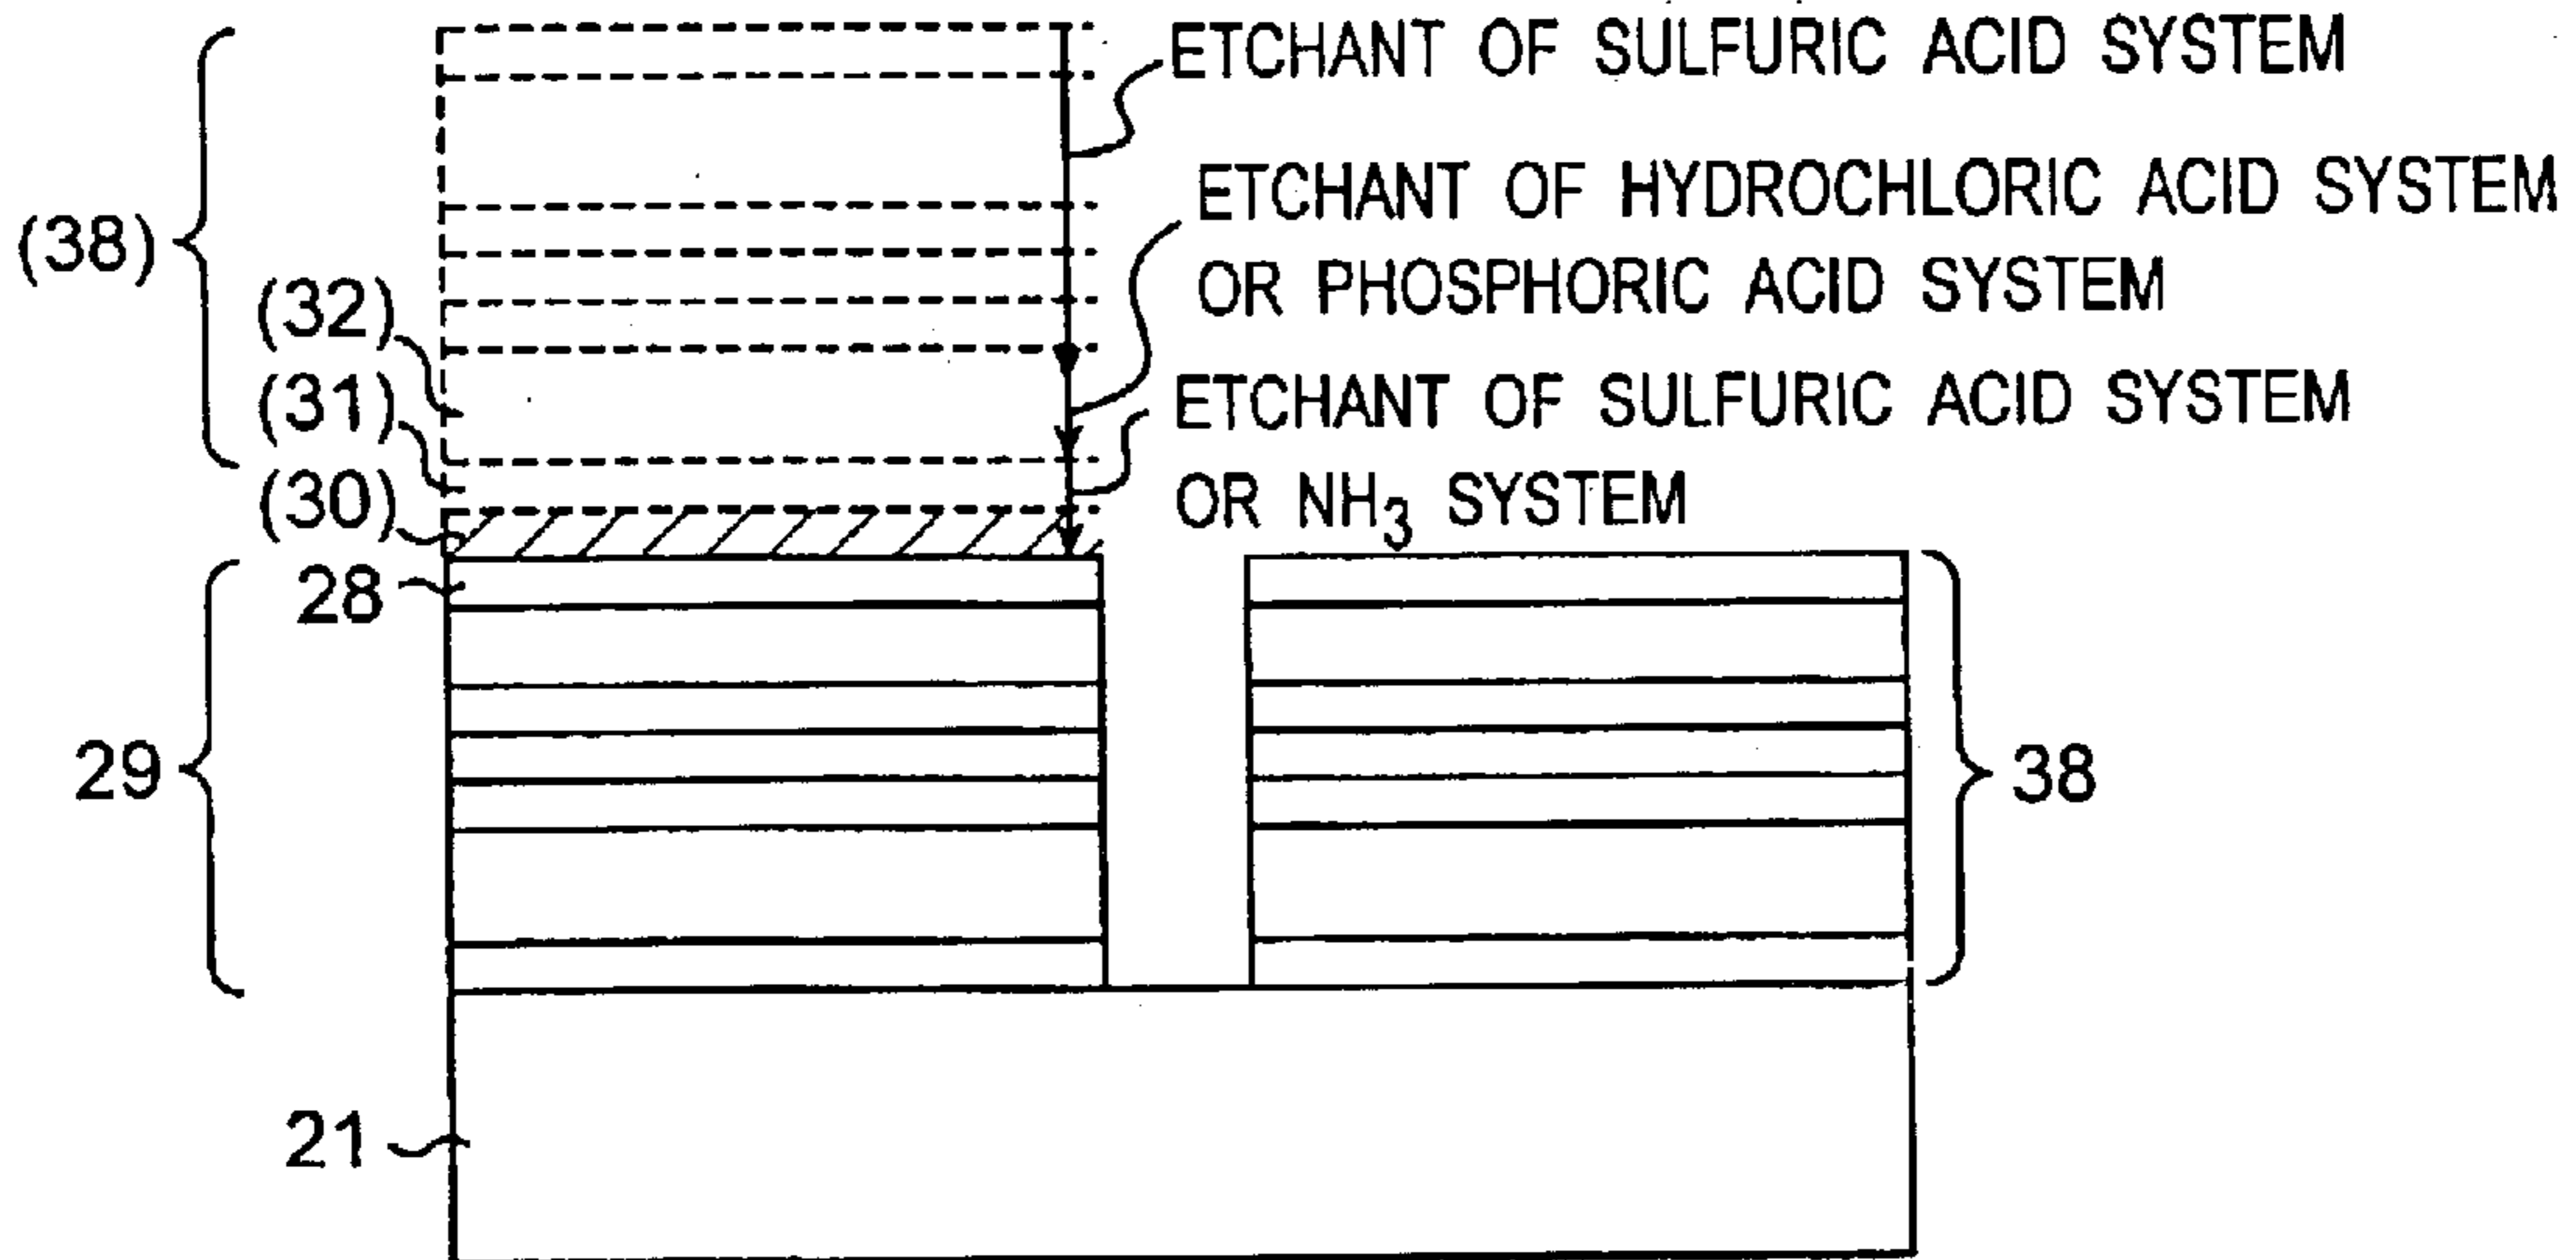 ETCHANT OF SULFURIC ACID SYSTEM
ETCHANT OF HYDROCHLORIC ACID SYSTEM
OR PHOSPHORIC ACID SYSTEM
ETCHANT OF SULFURIC ACID SYSTEM
OR NH3 SYSTEM
(38)
(32)
(31)
(30)
28
29
38
21